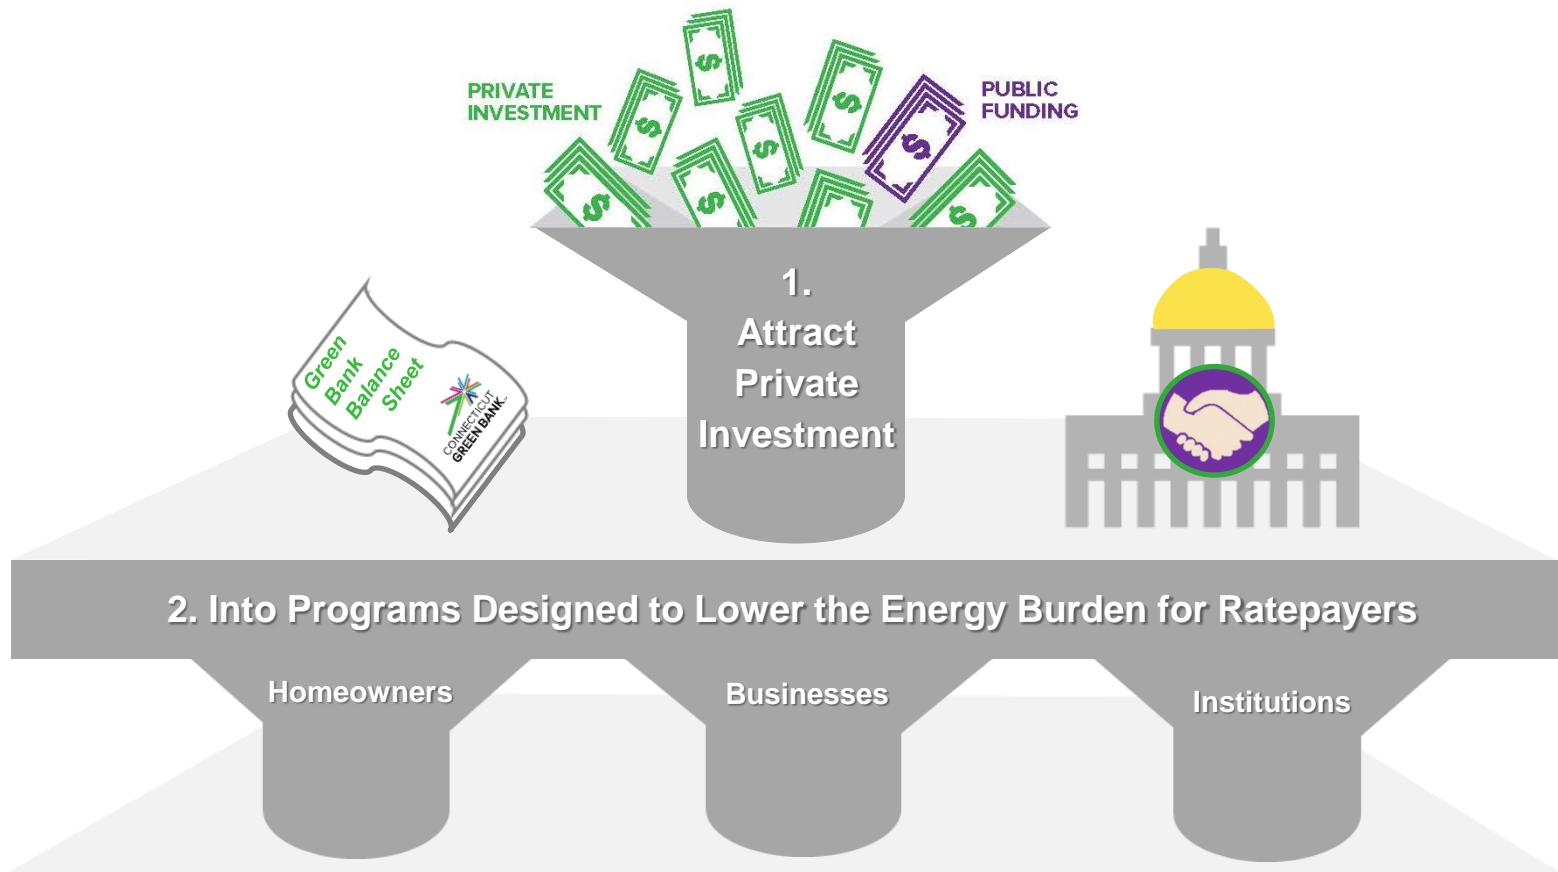 PRIVATE
INVESTMENT
PUBLIC
FUNDING
1.
Attract
Private
Investment
Green
Bank
Balance
Sheet
CONNECTICUT
GREEN BANK
2. Into Programs Designed to Lower the Energy Burden for Ratepayers
Homeowners
Businesses
Institutions